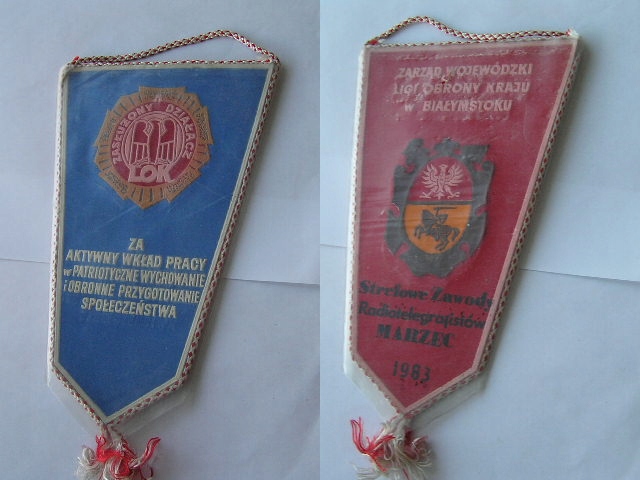 ZASŁUŻONY DZIAŁACZ
LOK
ZA
AKTYWNY WKŁAD PRACY
w PATRIOTYCZNE WYCHOWANIE
i OBRONNE PRZYGOTOWANIE
SPOŁECZEŃSTWA
ZARZĄD WOJEWÓDZKI
LIGI OBRONY KRAJU
w BIAŁYMSTOKU
Strefowe Zawody
Radiotelegrafistów
MARZEC
1983